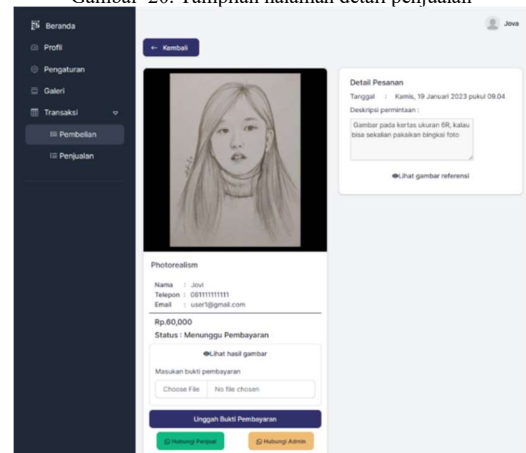 Gambar 20. Tampilan halaman detail penjualan
Beranda
Profil
Pengaturan
Galeri
Transaksi
Pembelian
Penjualan
Jova
← Kembali
Photorealism
Nama : Jovi
Telepon : 081111111111
Email : user1@gmail.com
Rp.60,000
Status : Menunggu Pembayaran
Lihat hasil gambar
Masukan bukti pembayaran
Choose File No file chosen
Unggah Bukti Pembayaran
Hubungi Penjual
Hubungi Admin
Detail Pesanan
Tanggal : Kamis, 19 Januari 2023 pukul 09.04
Deskripsi permintaan :
Gambar pada kertas ukuran 6R, kalau
bisa sekalian pakaikan bingkai foto
Lihat gambar referensi